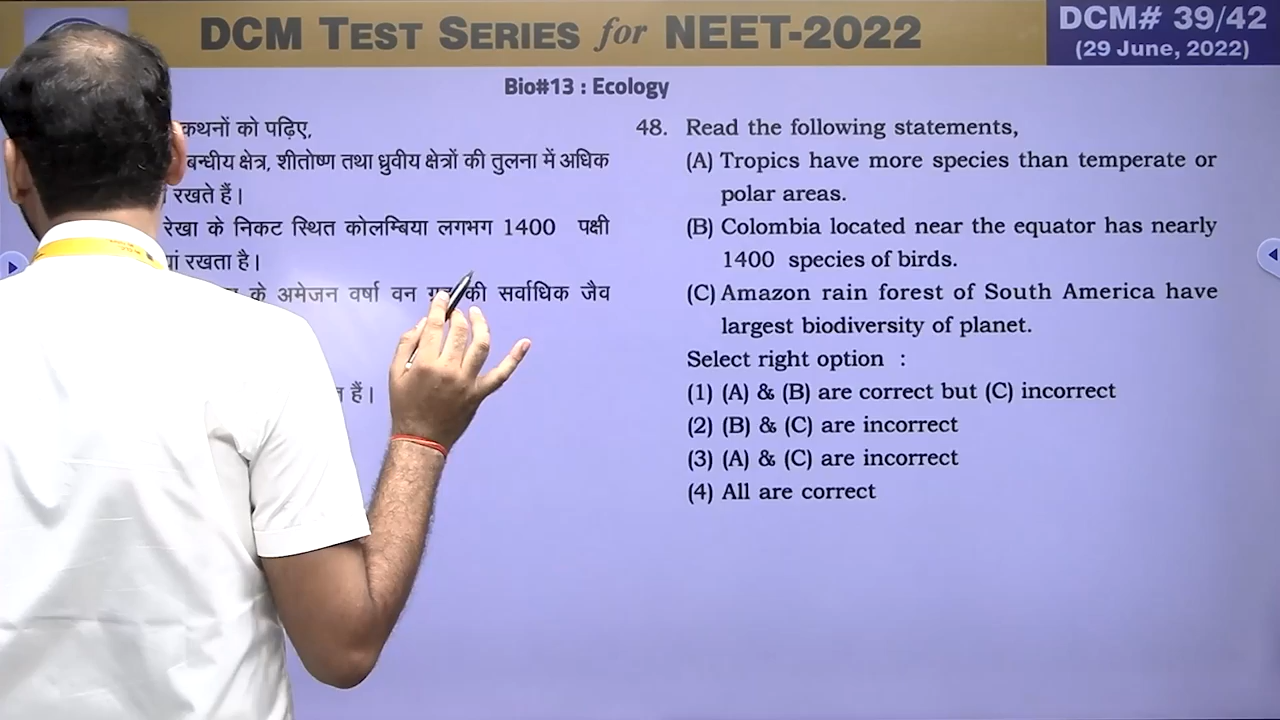 DCM TEST SERIES for NEET-2022
DCM# 39/42
(29 June, 2022)
Bio#13 : Ecology
कथनों को पढ़िए,
शीतोष्ण तथा ध्रुवीय क्षेत्रों की तुलना में अधिक
रखते हैं।
के निकट स्थित कोलम्बिया लगभग 1400 पक्षी
रखता है।
के अमेजन वर्षा वन की सर्वाधिक जैव
हैं।
48. Read the following statements,
(A) Tropics have more species than temperate or
polar areas.
(B) Colombia located near the equator has nearly
1400 species of birds.
(C) Amazon rain forest of South America have
largest biodiversity of planet.
Select right option :
(1) (A) & (B) are correct but (C) incorrect
(2) (B) & (C) are incorrect
(3) (A) & (C) are incorrect
(4) All are correct